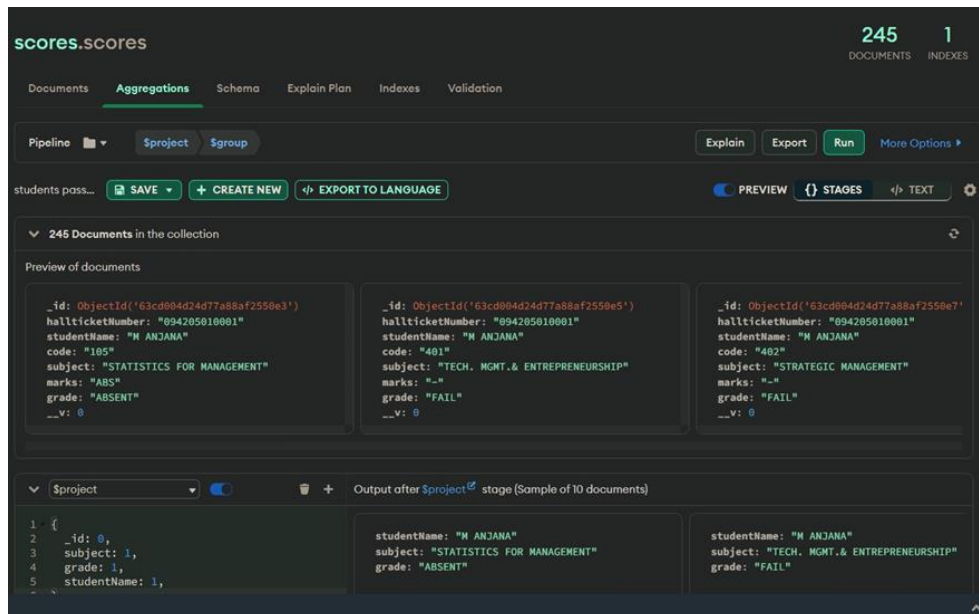 scores.scores
245 1
DOCUMENTS INDEXES
Documents Aggregations Schema Explain Plan Indexes Validation
Pipeline $project $group Explain Export Run More Options
students pass... SAVE + CREATE NEW </> EXPORT TO LANGUAGE PREVIEW {} STAGES </> TEXT
245 Documents in the collection
Preview of documents
_id: ObjectId('63cd004d24d77a88af2550e3')
hallticketNumber: "094205010001"
studentName: "M ANJANA"
code: "105"
subject: "STATISTICS FOR MANAGEMENT"
marks: "ABS"
grade: "ABSENT"
__v: 0
_id: ObjectId('63cd004d24d77a88af2550e5')
hallticketNumber: "094205010001"
studentName: "M ANJANA"
code: "401"
subject: "TECH. MGMT.& ENTREPRENEURSHIP"
marks: "-"
grade: "FAIL"
__v: 0
_id: ObjectId('63cd004d24d77a88af2550e7'
hallticketNumber: "094205010001"
studentName: "M ANJANA"
code: "402"
subject: "STRATEGIC MANAGEMENT"
marks: "-"
grade: "FAIL"
__v: 0
$project + Output after $project stage (Sample of 10 documents)
1 {
2 _id: 0,
3 subject: 1,
4 grade: 1,
5 studentName: 1,
studentName: "M ANJANA"
subject: "STATISTICS FOR MANAGEMENT"
grade: "ABSENT"
studentName: "M ANJANA"
subject: "TECH. MGMT.& ENTREPRENEURSHIP"
grade: "FAIL"